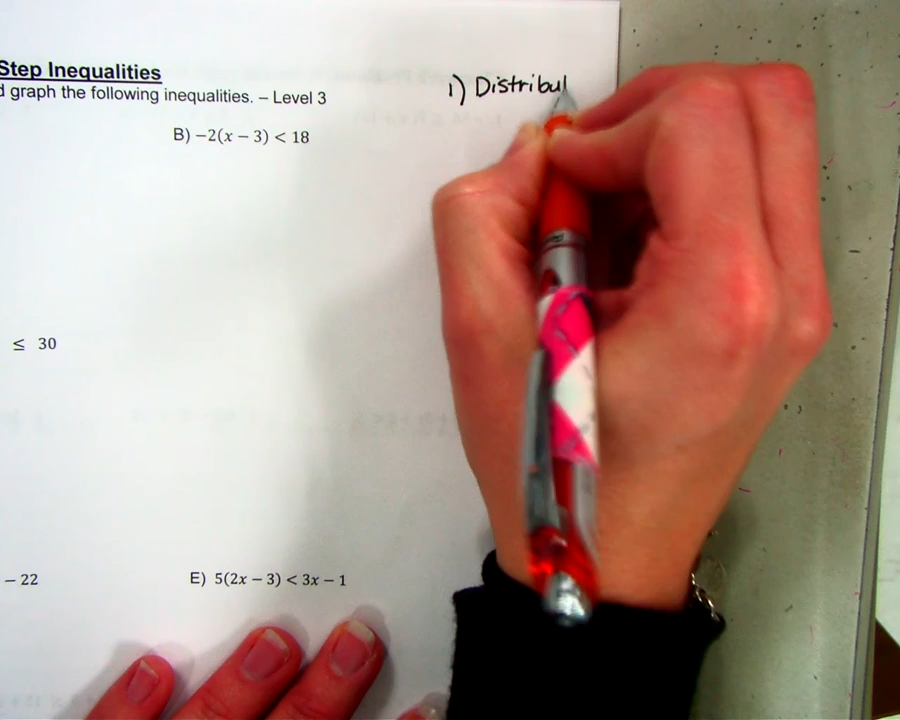 Step Inequalities
d graph the following inequalities. – Level 3
1) Distribu
B) −2(x − 3) < 18
≤ 30
– 22
E) 5(2x − 3) < 3x − 1